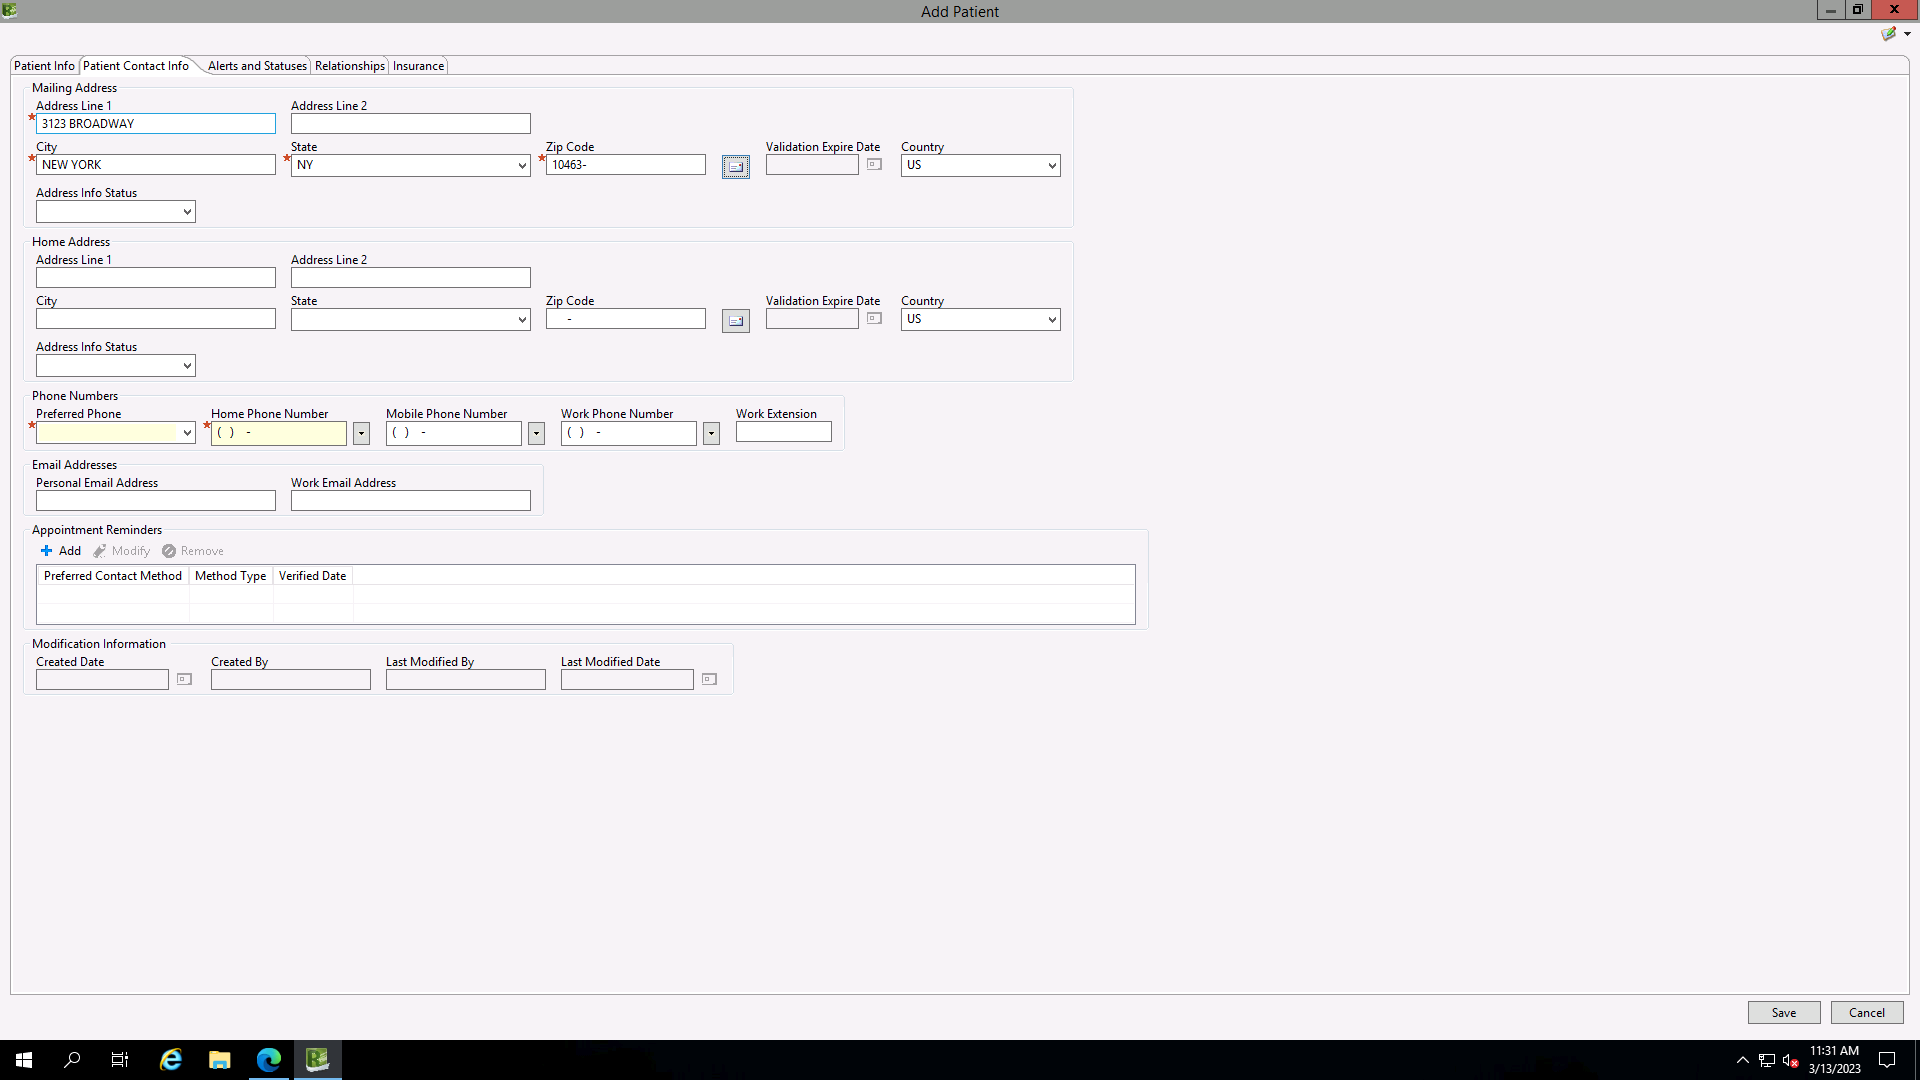 Add Patient
Patient Info Patient Contact Info Alerts and Statuses Relationships Insurance
Mailing Address
Address Line 1 Address Line 2
* 3123 BROADWAY
City State Zip Code Validation Expire Date Country
* NEW YORK * NY * 10463- US
Address Info Status
Home Address
Address Line 1 Address Line 2
City State Zip Code Validation Expire Date Country
- US
Address Info Status
Phone Numbers
Preferred Phone Home Phone Number Mobile Phone Number Work Phone Number Work Extension
* * ( ) - ( ) - ( ) -
Email Addresses
Personal Email Address Work Email Address
Appointment Reminders
Add Modify Remove
Preferred Contact Method Method Type Verified Date
Modification Information
Created Date Created By Last Modified By Last Modified Date
Save Cancel
11:31 AM
3/13/2023